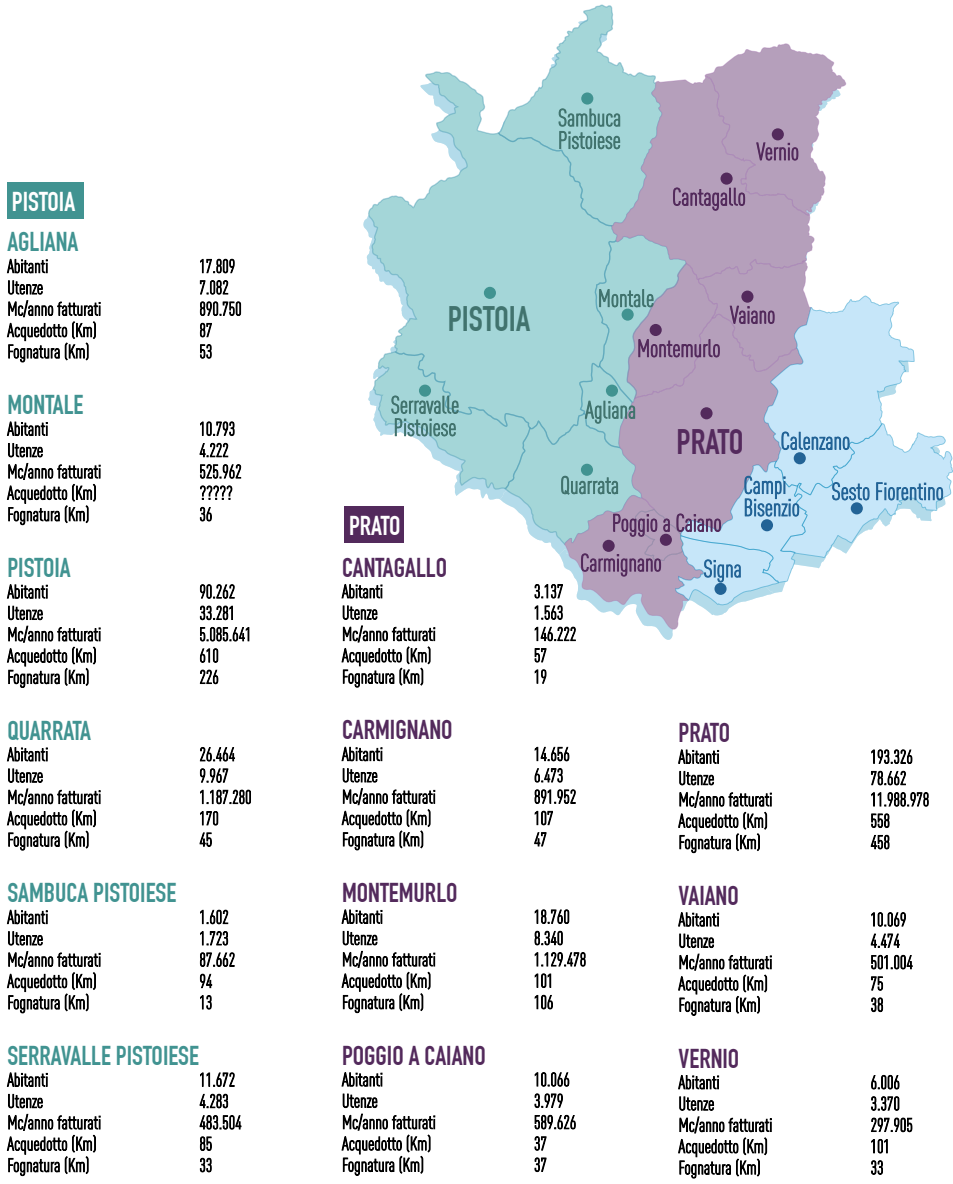 Sambuca
Pistoiese
Vernio
Cantagallo
Montale
PISTOIA
Vaiano
Montemurlo
Serravalle
Pistoiese
Agliana
PRATO
Calenzano
Quarrata
Campi
Bisenzio
Sesto Fiorentino
Poggio a Caiano
Carmignano
Signa
PISTOIA
AGLIANA
Abitanti 17.809
Utenze 7.082
Mc/anno fatturati 890.750
Acquedotto (Km) 87
Fognatura (Km) 53
MONTALE
Abitanti 10.793
Utenze 4.222
Mc/anno fatturati 525.962
Acquedotto (Km) ?????
Fognatura (Km) 36
PISTOIA
Abitanti 90.262
Utenze 33.281
Mc/anno fatturati 5.085.641
Acquedotto (Km) 610
Fognatura (Km) 226
QUARRATA
Abitanti 26.464
Utenze 9.967
Mc/anno fatturati 1.187.280
Acquedotto (Km) 170
Fognatura (Km) 45
SAMBUCA PISTOIESE
Abitanti 1.602
Utenze 1.723
Mc/anno fatturati 87.662
Acquedotto (Km) 94
Fognatura (Km) 13
SERRAVALLE PISTOIESE
Abitanti 11.672
Utenze 4.283
Mc/anno fatturati 483.504
Acquedotto (Km) 85
Fognatura (Km) 33
PRATO
CANTAGALLO
Abitanti 3.137
Utenze 1.563
Mc/anno fatturati 146.222
Acquedotto (Km) 57
Fognatura (Km) 19
CARMIGNANO
Abitanti 14.656
Utenze 6.473
Mc/anno fatturati 891.952
Acquedotto (Km) 107
Fognatura (Km) 47
MONTEMURLO
Abitanti 18.760
Utenze 8.340
Mc/anno fatturati 1.129.478
Acquedotto (Km) 101
Fognatura (Km) 106
POGGIO A CAIANO
Abitanti 10.066
Utenze 3.979
Mc/anno fatturati 589.626
Acquedotto (Km) 37
Fognatura (Km) 37
PRATO
Abitanti 193.326
Utenze 78.662
Mc/anno fatturati 11.988.978
Acquedotto (Km) 558
Fognatura (Km) 458
VAIANO
Abitanti 10.069
Utenze 4.474
Mc/anno fatturati 501.004
Acquedotto (Km) 75
Fognatura (Km) 38
VERNIO
Abitanti 6.006
Utenze 3.370
Mc/anno fatturati 297.905
Acquedotto (Km) 101
Fognatura (Km) 33